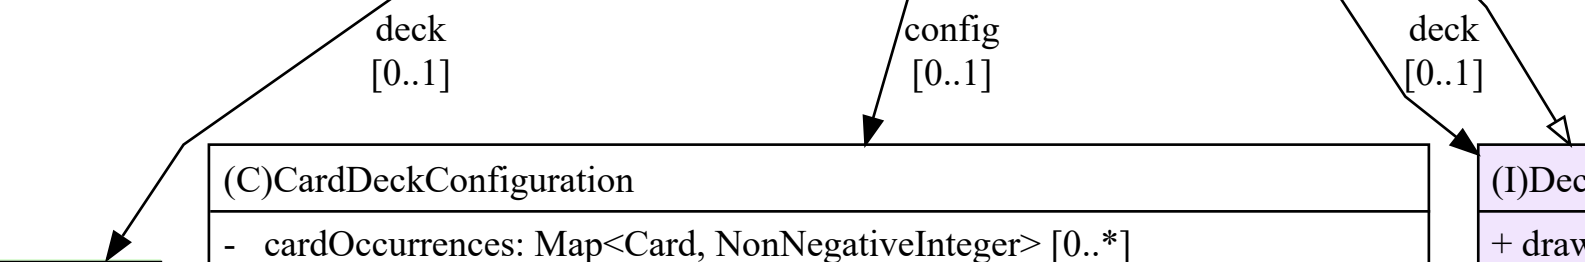 deck
[0..1]
config
[0..1]
deck
[0..1]
(C)CardDeckConfiguration
- cardOccurrences: Map<Card, NonNegativeInteger> [0..*]
(I)Dec
+ draw